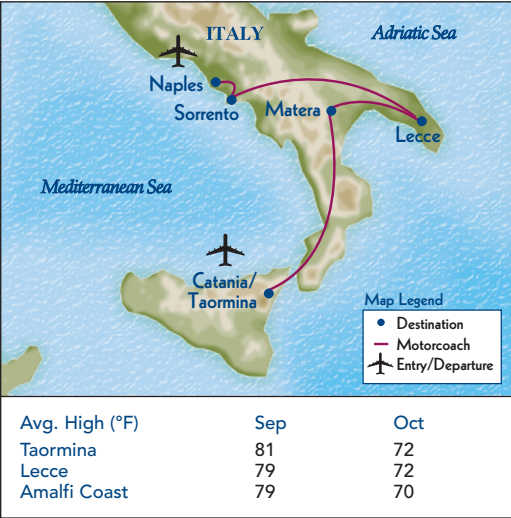 ITALY
Adriatic Sea
Naples
Sorrento
Matera
Lecce
Mediterranean Sea
Catania/
Taormina
Map Legend
Destination
Motorcoach
Entry/Departure
Avg. High (°F) Sep Oct
Taormina 81 72
Lecce 79 72
Amalfi Coast 79 70